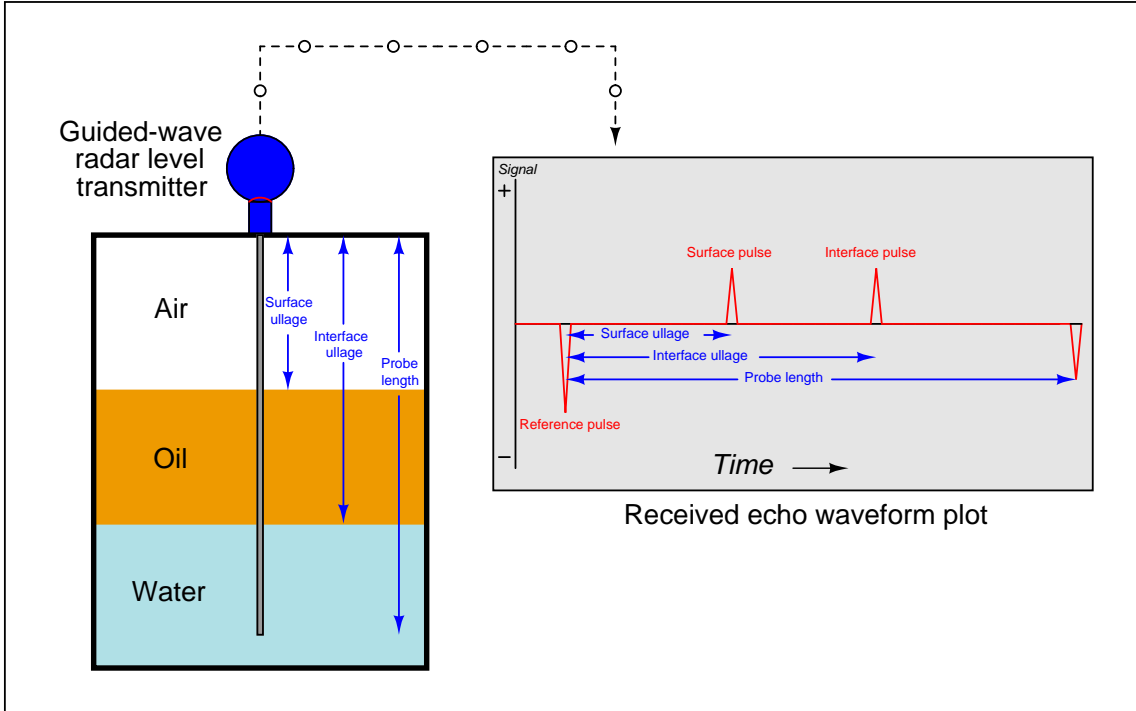 Guided-wave
radar level
transmitter
Air
Oil
Water
Surface
ullage
Interface
ullage
Probe
length
Signal
+
Surface pulse
Interface pulse
Surface ullage
Interface ullage
Probe length
Reference pulse
−
Time
Received echo waveform plot